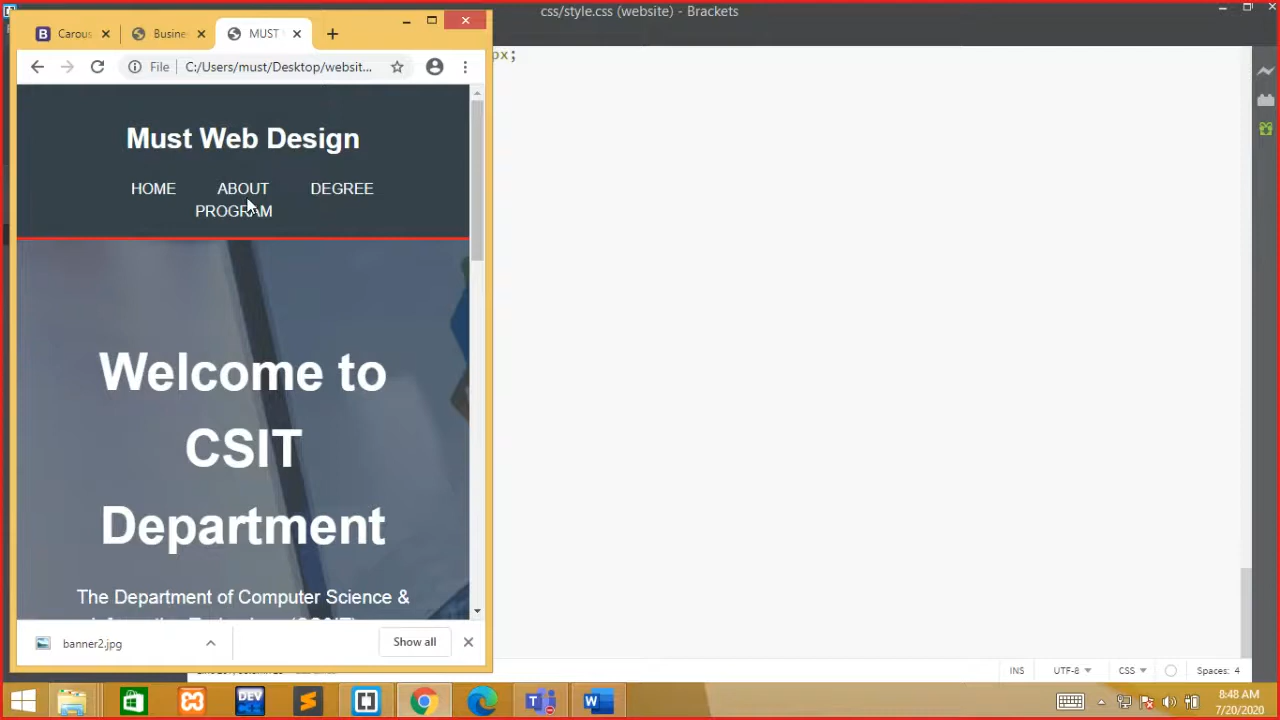 css/style.css (website) - Brackets
Carous
Busine
MUST
File
C:/Users/must/Desktop/websit...
px;
Must Web Design
HOME ABOUT DEGREE
PROGRAM
Welcome to
CSIT
Department
The Department of Computer Science &
banner2.jpg
Show all
INS
UTF-8
CSS
Spaces: 4
DEV
8:48 AM
7/20/2020